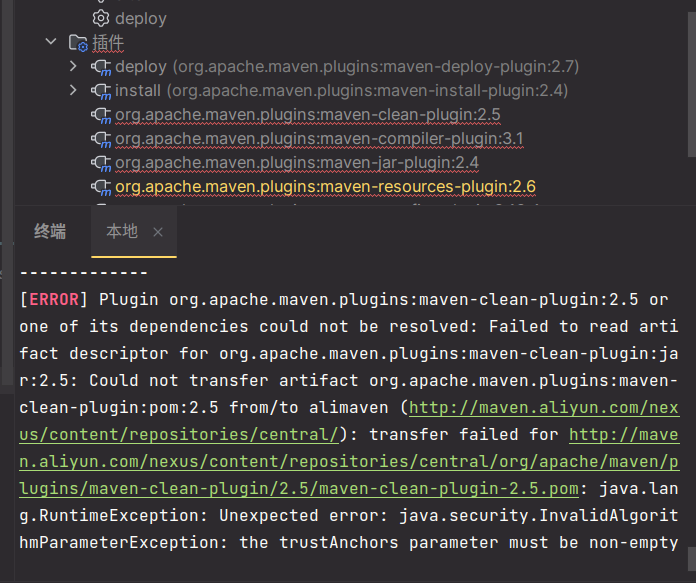 deploy
插件
deploy (org.apache.maven.plugins:maven-deploy-plugin:2.7)
install (org.apache.maven.plugins:maven-install-plugin:2.4)
org.apache.maven.plugins:maven-clean-plugin:2.5
org.apache.maven.plugins:maven-compiler-plugin:3.1
org.apache.maven.plugins:maven-jar-plugin:2.4
org.apache.maven.plugins:maven-resources-plugin:2.6
终端 本地 ×
-------------
[ERROR] Plugin org.apache.maven.plugins:maven-clean-plugin:2.5 or
one of its dependencies could not be resolved: Failed to read arti
fact descriptor for org.apache.maven.plugins:maven-clean-plugin:ja
r:2.5: Could not transfer artifact org.apache.maven.plugins:maven-
clean-plugin:pom:2.5 from/to alimaven (http://maven.aliyun.com/nex
us/content/repositories/central/): transfer failed for http://mave
n.aliyun.com/nexus/content/repositories/central/org/apache/maven/p
lugins/maven-clean-plugin/2.5/maven-clean-plugin-2.5.pom: java.lan
g.RuntimeException: Unexpected error: java.security.InvalidAlgorit
hmParameterException: the trustAnchors parameter must be non-empty